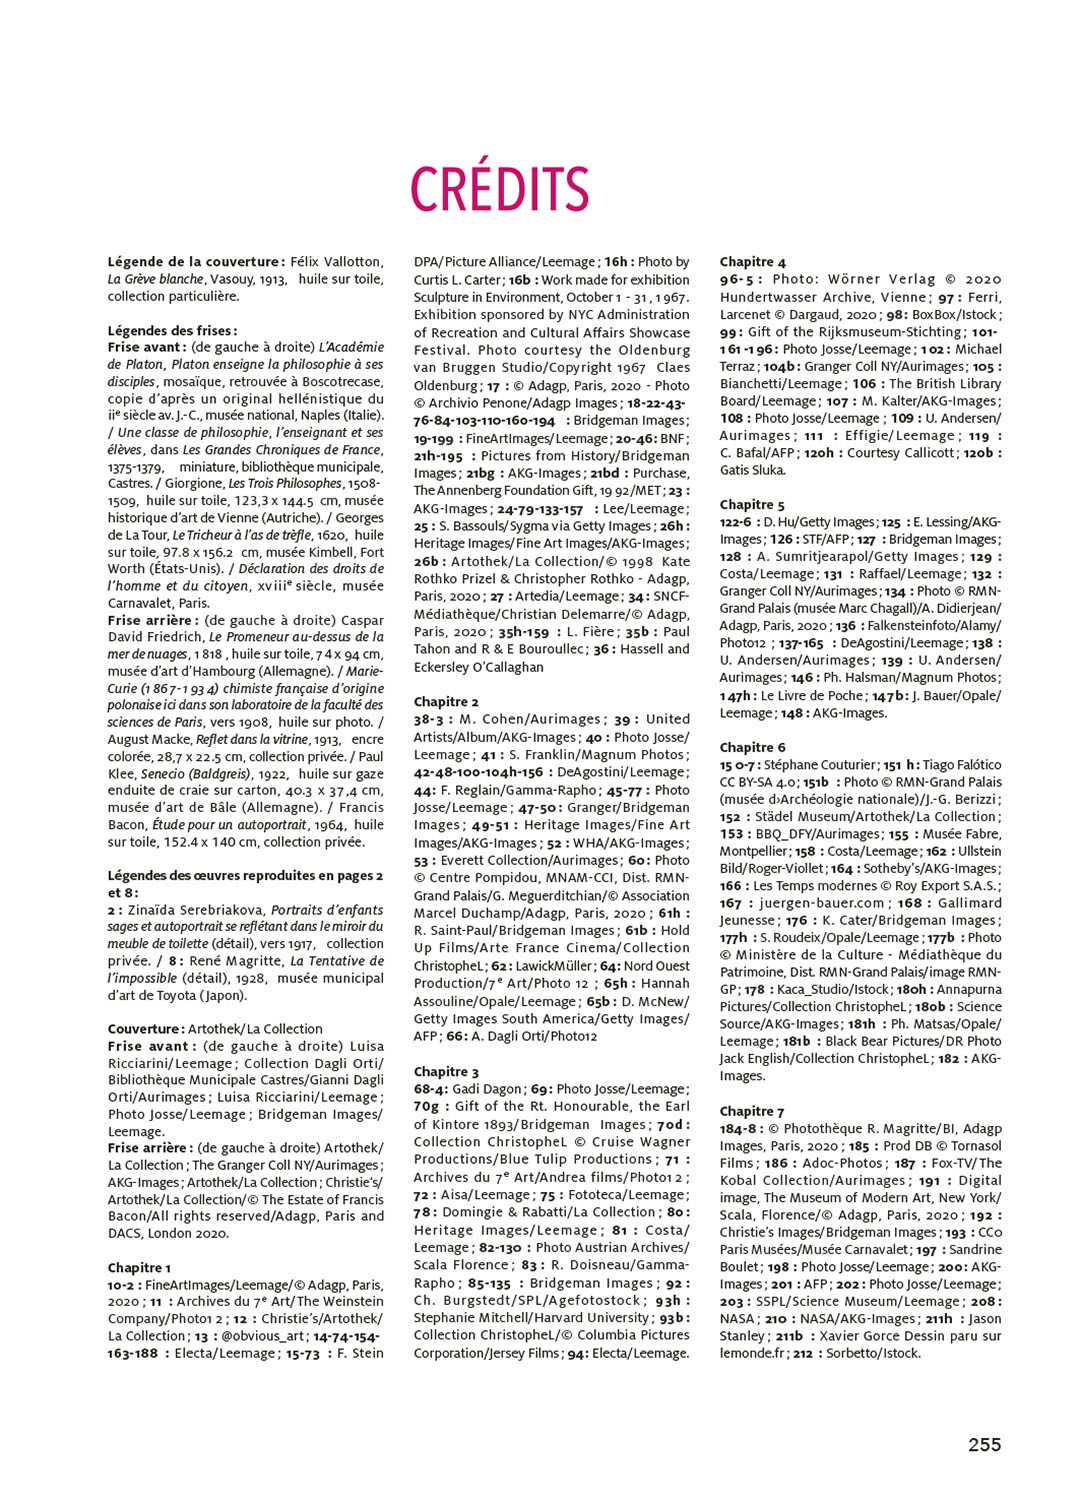 CRÉDITS
Légende de la couverture : Félix Vallotton,
La Grève blanche, Vasouy, 1913, huile sur toile,
collection particulière.
Légendes des frises :
Frise avant : (de gauche à droite) L'Académie
de Platon, Platon enseigne la philosophie à ses
disciples, mosaïque, retrouvée à Boscotrecase,
copie d'après un original hellénistique du
iie siècle av. J.-C., musée national, Naples (Italie).
/ Une classe de philosophie, l'enseignant et ses
élèves, dans Les Grandes Chroniques de France,
1375-1379, miniature, bibliothèque municipale,
Castres. / Giorgione, Les Trois Philosophes, 1508-
1509, huile sur toile, 123,3 x 144.5 cm, musée
historique d'art de Vienne (Autriche). / Georges
de La Tour, Le Tricheur à l'as de trèfle, 1620, huile
sur toile, 97.8 x 156.2 cm, musée Kimbell, Fort
Worth (États-Unis). / Déclaration des droits de
l'homme et du citoyen, xviiie siècle, musée
Carnavalet, Paris.
Frise arrière : (de gauche à droite) Caspar
David Friedrich, Le Promeneur au-dessus de la
mer de nuages, 1 818 , huile sur toile, 7 4 x 94 cm,
musée d'art d'Hambourg (Allemagne). / Marie-
Curie (1 86 7-1 93 4) chimiste française d'origine
polonaise ici dans son laboratoire de la faculté des
sciences de Paris, vers 1908, huile sur photo. /
August Macke, Reflet dans la vitrine, 1913, encre
colorée, 28,7 x 22.5 cm, collection privée. / Paul
Klee, Senecio (Baldgreis), 1922, huile sur gaze
enduite de craie sur carton, 40.3 x 37 ,4 cm,
musée d'art de Bâle (Allemagne). / Francis
Bacon, Étude pour un autoportrait, 1964, huile
sur toile, 152.4 x 140 cm, collection privée.
Légendes des œuvres reproduites en pages 2
et 8 :
2 : Zinaïda Serebriakova, Portraits d'enfants
sages et autoportrait se reflétant dans le miroir du
meuble de toilette (détail), vers 1917, collection
privée. / 8 : René Magritte, La Tentative de
l'impossible (détail), 1928, musée municipal
d'art de Toyota (Japon).
Couverture : Artothek/La Collection
Frise avant : (de gauche à droite) Luisa
Ricciarini/Leemage ; Collection Dagli Orti/
Bibliothèque Municipale Castres/Gianni Dagli
Orti/Aurimages ; Luisa Ricciarini/Leemage ;
Photo Josse/Leemage ; Bridgeman Images/
Leemage.
Frise arrière : (de gauche à droite) Artothek/
La Collection ; The Granger Coll NY/Aurimages ;
AKG-Images ; Artothek/La Collection ; Christie's/
Artothek/La Collection/© The Estate of Francis
Bacon/All rights reserved/Adagp, Paris and
DACS, London 2020.
Chapitre 1
10-2 : FineArtImages/Leemage/© Adagp, Paris,
2020 ; 11 : Archives du 7e Art/The Weinstein
Company/Photo1 2 ; 12 : Christie's/Artothek/
La Collection ; 13 : @obvious_art ; 14-74-154-
163-188 : Electa/Leemage ; 15-73 : F. Stein
DPA/Picture Alliance/Leemage ; 16h : Photo by
Curtis L. Carter ; 16b : Work made for exhibition
Sculpture in Environment, October 1 - 31 , 1 967.
Exhibition sponsored by NYC Administration
of Recreation and Cultural Affairs Showcase
Festival. Photo courtesy the Oldenburg
van Bruggen Studio/Copyright 1967 Claes
Oldenburg ; 17 : © Adagp, Paris, 2020 - Photo
© Archivio Penone/Adagp Images ; 18-22-43-
76-84-103-110-160-194 : Bridgeman Images ;
19-199 : FineArtImages/Leemage ; 20-46 : BNF ;
21h-195 : Pictures from History/Bridgeman
Images ; 21bg : AKG-Images ; 21bd : Purchase,
The Annenberg Foundation Gift, 19 92/MET ; 23 :
AKG-Images ; 24-79-133-157 : Lee/Leemage ;
25 : S. Bassouls/Sygma via Getty Images ; 26h :
Heritage Images/Fine Art Images/AKG-Images ;
26b : Artothek/La Collection/© 1998 Kate
Rothko Prizel & Christopher Rothko - Adagp,
Paris, 2020 ; 27 : Artedia/Leemage ; 34 : SNCF-
Médiathèque/Christian Delemarre/© Adagp,
Paris, 2020 ; 35h-159 : L. Fière ; 35b : Paul
Tahon and R & E Bouroullec ; 36 : Hassell and
Eckersley O'Callaghan
Chapitre 2
38-3 : M. Cohen/Aurimages ; 39 : United
Artists/Album/AKG-Images ; 40 : Photo Josse/
Leemage ; 41 : S. Franklin/Magnum Photos ;
42-48-100-104h-156 : DeAgostini/Leemage ;
44 : F. Reglain/Gamma-Rapho ; 45-77 : Photo
Josse/Leemage ; 47-50 : Granger/Bridgeman
Images ; 49-51 : Heritage Images/Fine Art
Images/AKG-Images ; 52 : WHA/AKG-Images ;
53 : Everett Collection/Aurimages ; 60 : Photo
© Centre Pompidou, MNAM-CCI, Dist. RMN-
Grand Palais/G. Meguerditchian/© Association
Marcel Duchamp/Adagp, Paris, 2020 ; 61h :
R. Saint-Paul/Bridgeman Images ; 61b : Hold
Up Films/Arte France Cinema/Collection
ChristopheL ; 62 : LawickMüller ; 64 : Nord Ouest
Production/7e Art/Photo 12 ; 65h : Hannah
Assouline/Opale/Leemage ; 65b : D. McNew/
Getty Images South America/Getty Images/
AFP ; 66 : A. Dagli Orti/Photo12
Chapitre 3
68-4 : Gadi Dagon ; 69 : Photo Josse/Leemage ;
70g : Gift of the Rt. Honourable, the Earl
of Kintore 1893/Bridgeman Images ; 70d :
Collection ChristopheL © Cruise Wagner
Productions/Blue Tulip Productions ; 71 :
Archives du 7e Art/Andrea films/Photo1 2 ;
72 : Aisa/Leemage ; 75 : Fototeca/Leemage ;
78 : Domingie & Rabatti/La Collection ; 80 :
Heritage Images/Leemage ; 81 : Costa/
Leemage ; 82-130 : Photo Austrian Archives/
Scala Florence ; 83 : R. Doisneau/Gamma-
Rapho ; 85-135 : Bridgeman Images ; 92 :
Ch. Burgstedt/SPL/Agefotostock ; 93h :
Stephanie Mitchell/Harvard University ; 93b :
Collection ChristopheL/© Columbia Pictures
Corporation/Jersey Films ; 94 : Electa/Leemage.
Chapitre 4
96-5 : Photo: Wörner Verlag © 2020
Hundertwasser Archive, Vienne ; 97 : Ferri,
Larcenet © Dargaud, 2020 ; 98 : BoxBox/Istock ;
99 : Gift of the Rijksmuseum-Stichting ; 101-
1 61 -1 96 : Photo Josse/Leemage ; 1 02 : Michael
Terraz ; 104b : Granger Coll NY/Aurimages ; 105 :
Bianchetti/Leemage ; 106 : The British Library
Board/Leemage ; 107 : M. Kalter/AKG-Images ;
108 : Photo Josse/Leemage ; 109 : U. Andersen/
Aurimages ; 111 : Effigie/Leemage ; 119 :
C. Bafal/AFP ; 120h : Courtesy Callicott ; 120b :
Gatis Sluka.
Chapitre 5
122-6 : D. Hu/Getty Images ; 125 : E. Lessing/AKG-
Images ; 126 : STF/AFP ; 127 : Bridgeman Images ;
128 : A. Sumritjearapol/Getty Images ; 129 :
Costa/Leemage ; 131 : Raffael/Leemage ; 132 :
Granger Coll NY/Aurimages ; 134 : Photo © RMN-
Grand Palais (musée Marc Chagall)/A. Didierjean/
Adagp, Paris, 2020 ; 136 : Falkensteinfoto/Alamy/
Photo12 ; 137-165 : DeAgostini/Leemage ; 138 :
U. Andersen/Aurimages ; 139 : U. Andersen/
Aurimages ; 146 : Ph. Halsman/Magnum Photos ;
147h : Le Livre de Poche ; 147b : J. Bauer/Opale/
Leemage ; 148 : AKG-Images.
Chapitre 6
15 0-7 : Stéphane Couturier ; 151 h : Tiago Falótico
CC BY-SA 4.0 ; 151b : Photo © RMN-Grand Palais
(musée d›Archéologie nationale)/J.-G. Berizzi ;
152 : Städel Museum/Artothek/La Collection ;
153 : BBQ_DFY/Aurimages ; 155 : Musée Fabre,
Montpellier ; 158 : Costa/Leemage ; 162 : Ullstein
Bild/Roger-Viollet ; 164 : Sotheby's/AKG-Images ;
166 : Les Temps modernes © Roy Export S.A.S. ;
167 : juergen-bauer.com ; 168 : Gallimard
Jeunesse ; 176 : K. Cater/Bridgeman Images ;
177h : S. Roudeix/Opale/Leemage ; 177b : Photo
© Ministère de la Culture - Médiathèque du
Patrimoine, Dist. RMN-Grand Palais/image RMN-
GP ; 178 : Kaca_Studio/Istock ; 180h : Annapurna
Pictures/Collection ChristopheL ; 180b : Science
Source/AKG-Images ; 181h : Ph. Matsas/Opale/
Leemage ; 181b : Black Bear Pictures/DR Photo
Jack English/Collection ChristopheL ; 182 : AKG-
Images.
Chapitre 7
184-8 : © Photothèque R. Magritte/BI, Adagp
Images, Paris, 2020 ; 185 : Prod DB © Tornasol
Films ; 186 : Adoc-Photos ; 187 : Fox-TV/The
Kobal Collection/Aurimages ; 191 : Digital
image, The Museum of Modern Art, New York/
Scala, Florence/© Adagp, Paris, 2020 ; 192 :
Christie's Images/Bridgeman Images ; 193 : CC0
Paris Musées/Musée Carnavalet ; 197 : Sandrine
Boulet ; 198 : Photo Josse/Leemage ; 200 : AKG-
Images ; 201 : AFP ; 202 : Photo Josse/Leemage ;
203 : SSPL/Science Museum/Leemage ; 208 :
NASA ; 210 : NASA/AKG-Images ; 211h : Jason
Stanley ; 211b : Xavier Gorce Dessin paru sur
lemonde.fr ; 212 : Sorbetto/Istock.
255